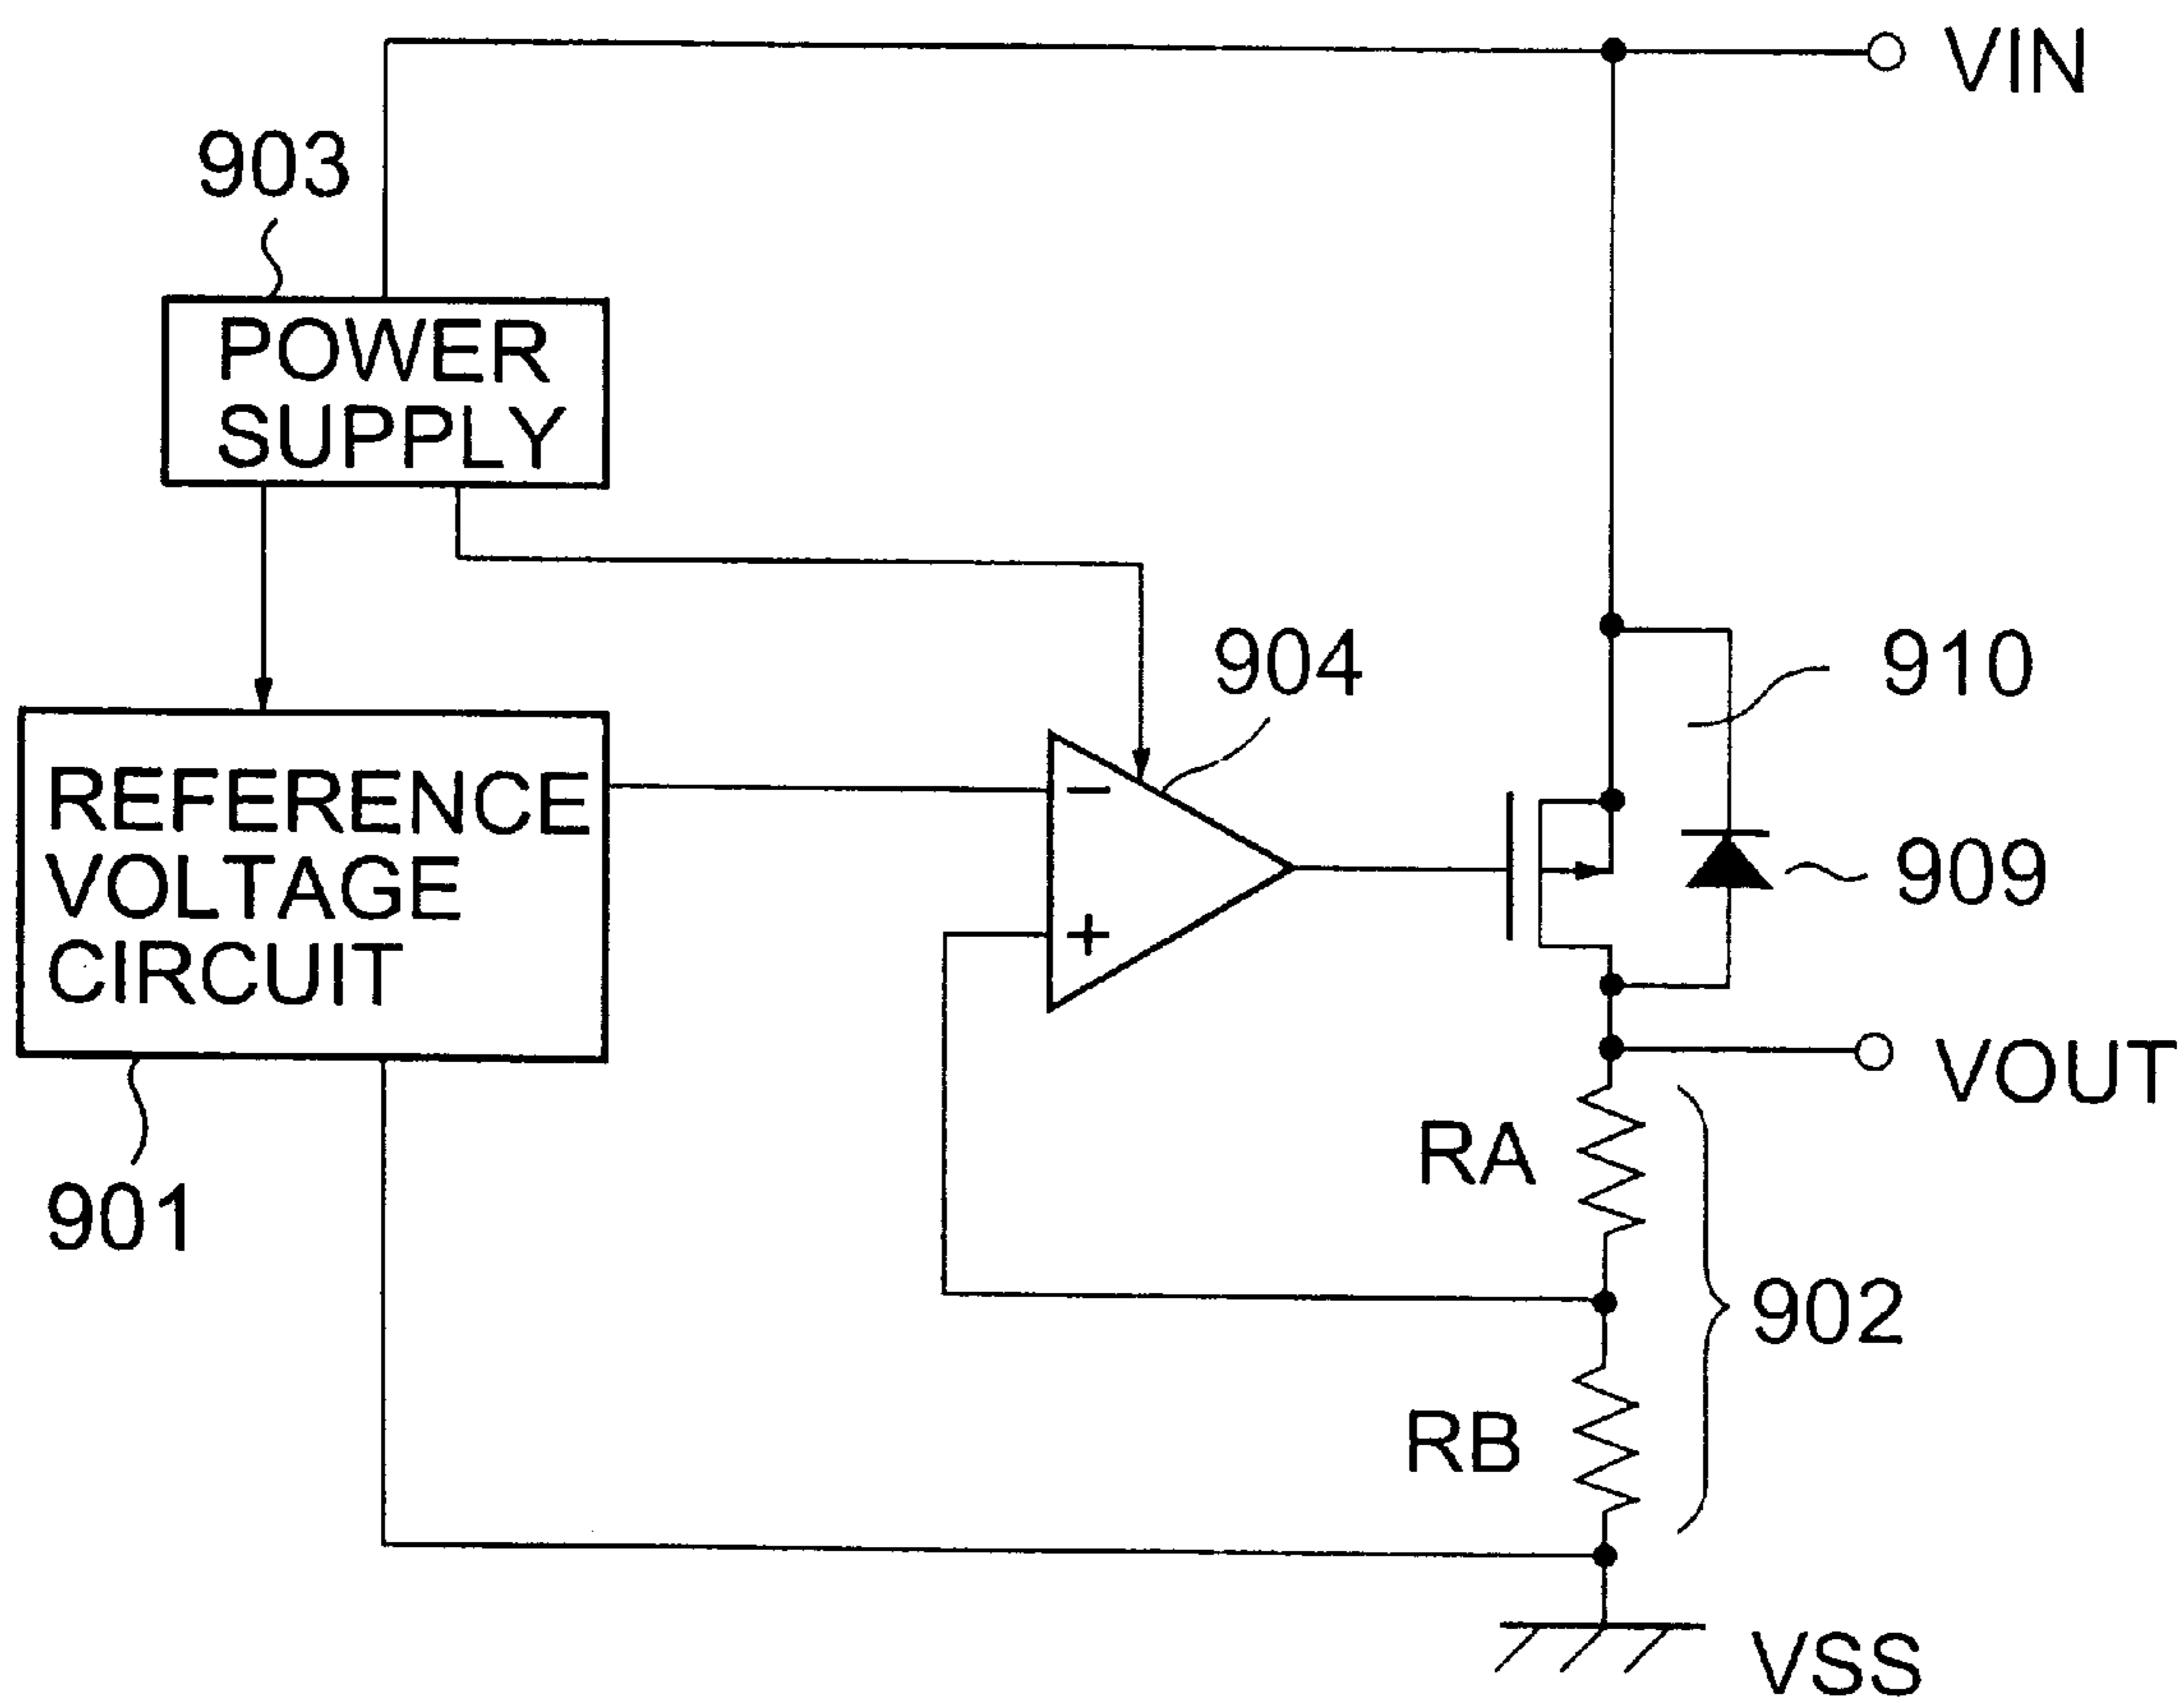 VIN
903
POWER
SUPPLY
904
910
REFERENCE
VOLTAGE
CIRCUIT
−
+
909
901
VOUT
RA
902
RB
VSS